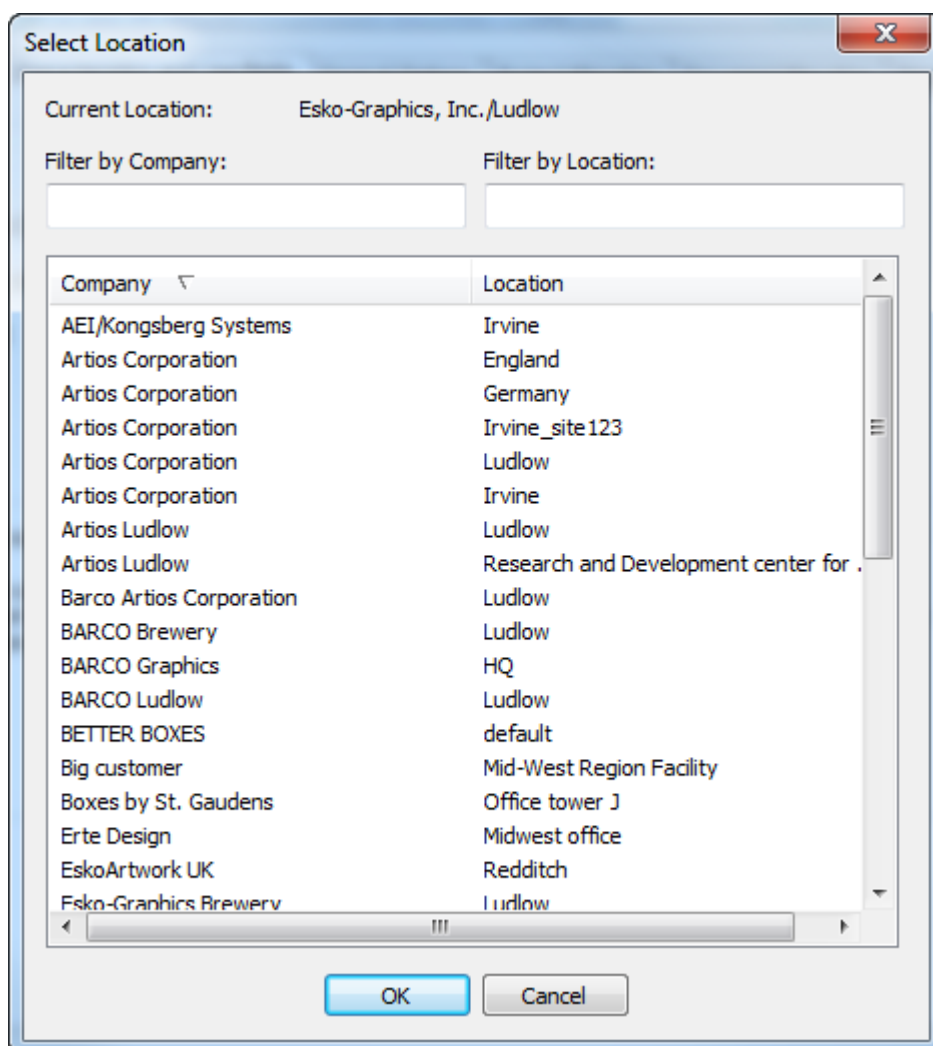 Select Location
Current Location: Esko-Graphics, Inc./Ludlow
Filter by Company: Filter by Location:
Company Location
AEI/Kongsberg Systems Irvine
Artios Corporation England
Artios Corporation Germany
Artios Corporation Irvine_site123
Artios Corporation Ludlow
Artios Corporation Irvine
Artios Ludlow Ludlow
Artios Ludlow Research and Development center for .
Barco Artios Corporation Ludlow
BARCO Brewery Ludlow
BARCO Graphics HQ
BARCO Ludlow Ludlow
BETTER BOXES default
Big customer Mid-West Region Facility
Boxes by St. Gaudens Office tower J
Erte Design Midwest office
EskoArtwork UK Redditch
Esko-Graphics Brewery Ludlow
OK Cancel